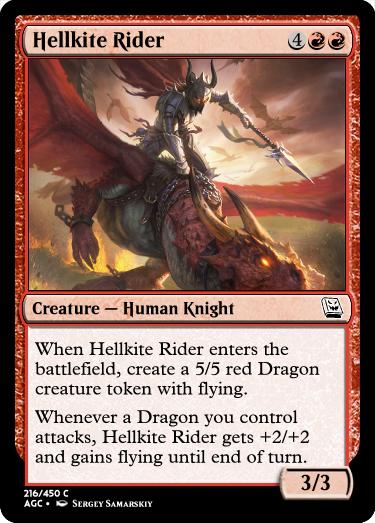 Hellkite Rider 4
Creature — Human Knight
When Hellkite Rider enters the
battlefield, create a 5/5 red Dragon
creature token with flying.
Whenever a Dragon you control
attacks, Hellkite Rider gets +2/+2
and gains flying until end of turn.
3/3
216/450 C
AGC • Sergey Samarskiy